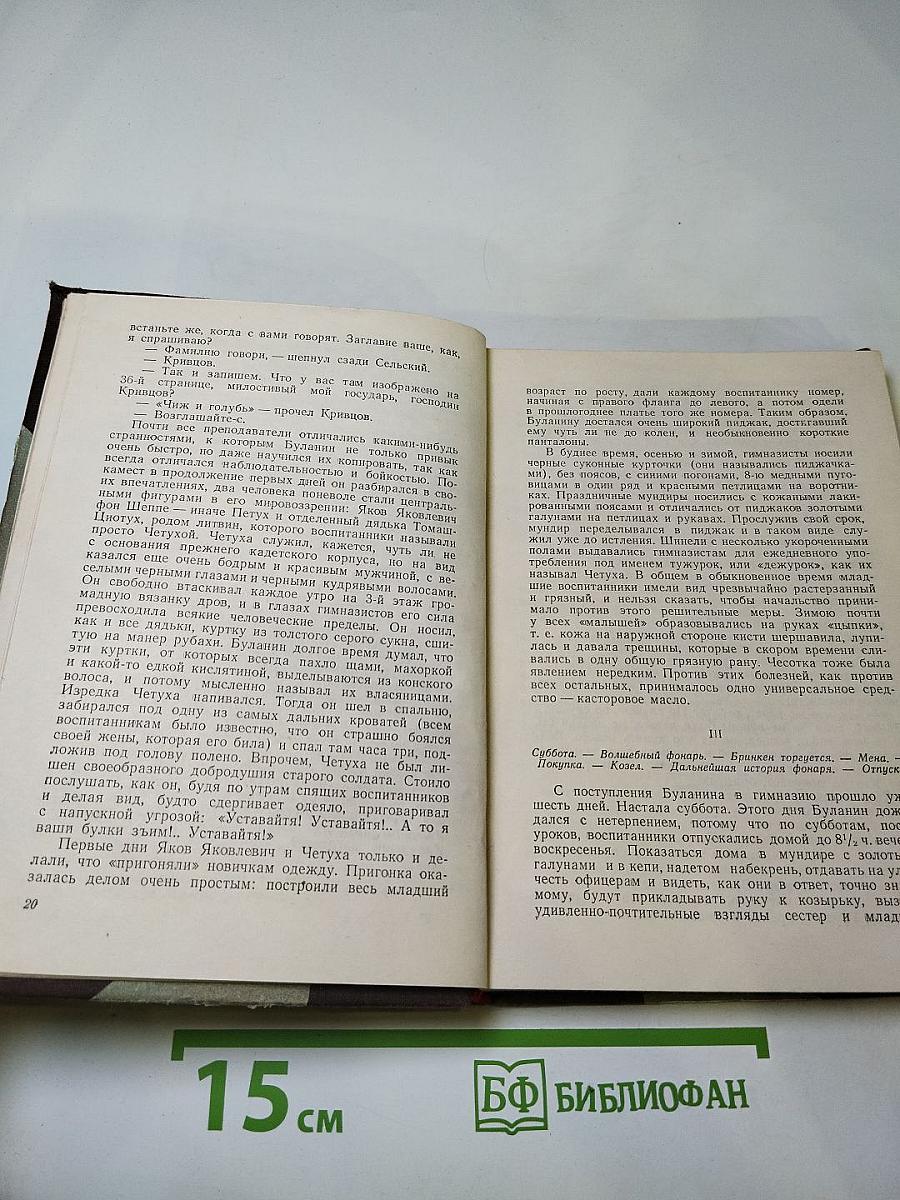 встаньте же, когда с вами говорят. Заглавие ваше, как,
я спрашиваю?
— Фамилию говори, — шепнул сзади Сельский.
— Кривцов.
— Так и запишем. Что у вас там изображено на
36-й странице, милостивый мой государь, господин
Кривцов?
— «Чиж и голубь» — прочел Кривцов.
— Возглашайте-с.
Почти все преподаватели отличались какими-нибудь
странностями, к которым Буланин не только привык
очень быстро, но даже научился их копировать, так как
всегда отличался наблюдательностью и бойкостью. По-
камест в продолжение первых дней он разбирался в сво-
их впечатлениях, два человека поневоле стали централь-
ными фигурами в его мировоззрении: Яков Яковлевич
фон Шеппе — иначе Петух и отделенный дядька Томаш
Циотух, родом литвин, которого воспитанники называли
просто Четухой. Четуха служил, кажется, чуть ли не
с основания прежнего кадетского корпуса, но на вид
казался еще очень бодрым и красивым мужчиной, с ве-
селыми черными глазами и черными кудрявыми волосами.
Он свободно втаскивал каждое утро на 3-й этаж гро-
мадную вязанку дров, и в глазах гимназистов его сила
превосходила всякие человеческие пределы. Он носил,
как и все дядьки, куртку из толстого серого сукна, сши-
тую на манер рубахи. Буланин долгое время думал, что
эти куртки, от которых всегда пахло щами, махоркой
и какой-то едкой кислятиной, выделываются из конского
волоса, и потому мысленно называл их власяницами.
Изредка Четуха напивался. Тогда он шел в спальню,
забирался под одну из самых дальних кроватей (всем
воспитанникам было известно, что он страшно боялся
своей жены, которая его била) и спал там часа три, под-
ложив под голову полено. Впрочем, Четуха не был ли-
шен своеобразного добродушия старого солдата. Стоило
послушать, как он, будя по утрам спящих воспитанников
и делая вид, будто сдергивает одеяло, приговаривал
с напускной угрозой: «Уставайтя! Уставайтя!.. А то я
ваши булки зъим!.. Уставайтя!»
Первые дни Яков Яковлевич и Четуха только и де-
лали, что «пригоняли» новичкам одежду. Пригонка ока-
залась делом очень простым: построили весь младший
20
возраст по росту, дали каждому воспитаннику номер,
начиная с правого фланга до левого, а потом одели
в прошлогоднее платье того же номера. Таким образом,
Буланину достался очень широкий пиджак, достигавший
ему чуть ли не до колен, и необыкновенно короткие
панталоны.
В буднее время, осенью и зимой, гимназисты носили
черные суконные курточки (они назывались пиджачка-
ми), без поясов, с синими погонами, 8-ю медными пуго-
вицами в один ряд и красными петлицами на воротни-
ках. Праздничные мундиры носились с кожаными лаки-
рованными поясами и отличались от пиджаков золотыми
галунами на петлицах и рукавах. Прослужив свой срок,
мундир переделывался в пиджак и в таком виде слу-
жил уже до истления. Шинели с несколько укороченными
полами выдавались гимназистам для ежедневного упо-
требления под именем тужурок, или «дежурок», как их
называл Четуха. В общем в обыкновенное время млад-
шие воспитанники имели вид чрезвычайно растерзанный
и грязный, и нельзя сказать, чтобы начальство прини-
мало против этого решительные меры. Зимою почти
у всех «малышей» образовывались на руках «цыпки»,
т. е. кожа на наружной стороне кисти шершавила, лупи-
лась и давала трещины, которые в скором времени сли-
вались в одну общую грязную рану. Чесотка тоже была
явлением нередким. Против этих болезней, как против
всех остальных, принималось одно универсальное сред-
ство — касторовое масло.
III
Суббота. — Волшебный фонарь. — Бринкен торгуется. — Мена. —
Покупка. — Козел. — Дальнейшая история фонаря. — Отпуск
С поступления Буланина в гимназию прошло уж
шесть дней. Настала суббота. Этого дня Буланин дож
дался с нетерпением, потому что по субботам, пос
уроков, воспитанники отпускались домой до 8½ ч. вече
воскресенья. Показаться дома в мундире с золоты
галунами и в кепи, надетом набекрень, отдавать на ул
честь офицерам и видеть, как они в ответ, точно зн
мому, будут прикладывать руку к козырьку, выз
удивленно-почтительные взгляды сестер и млад
15 см
БФ БИБЛИОФАН